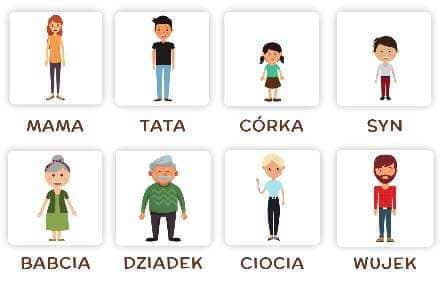 MAMA TATA CÓRKA SYN
BABCIA DZIADEK CIOCIA WUJEK